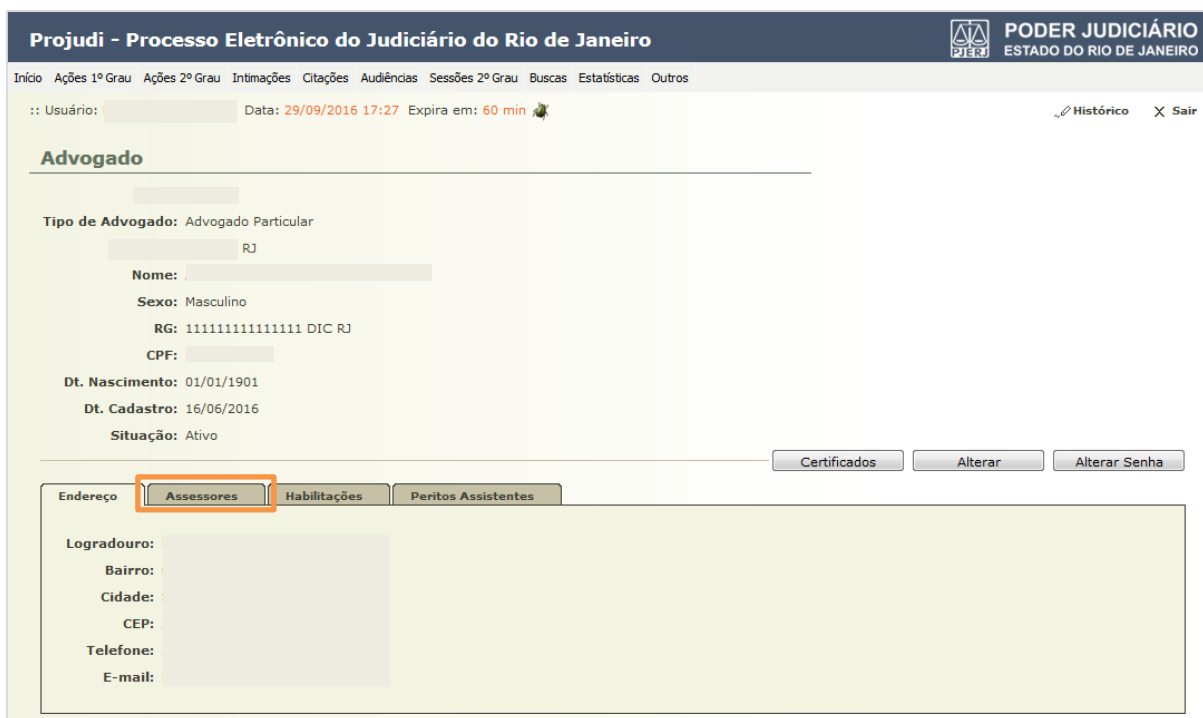 Projudi - Processo Eletrônico do Judiciário do Rio de Janeiro
PJERJ
PODER JUDICIÁRIO
ESTADO DO RIO DE JANEIRO
Início Ações 1º Grau Ações 2º Grau Intimações Citações Audiências Sessões 2º Grau Buscas Estatísticas Outros
:: Usuário: Data: 29/09/2016 17:27 Expira em: 60 min Histórico X Sair
Advogado
Tipo de Advogado: Advogado Particular
RJ
Nome:
Sexo: Masculino
RG: 111111111111111 DIC RJ
CPF:
Dt. Nascimento: 01/01/1901
Dt. Cadastro: 16/06/2016
Situação: Ativo
Certificados Alterar Alterar Senha
Endereço Assessores Habilitações Peritos Assistentes
Logradouro:
Bairro:
Cidade:
CEP:
Telefone:
E-mail: